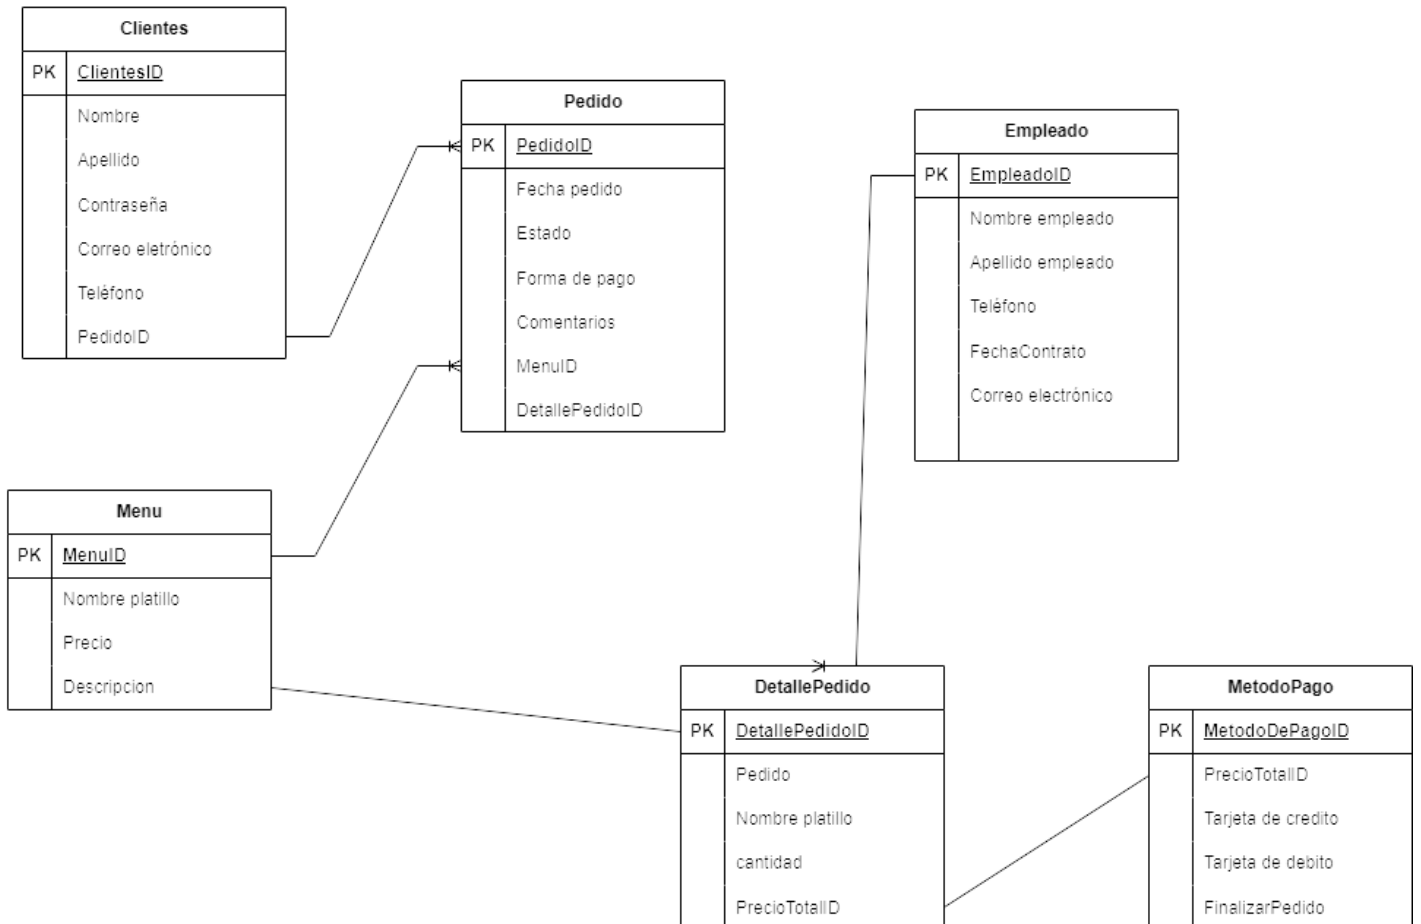 Clientes
PK ClientesID
Nombre
Apellido
Contraseña
Correo eletrónico
Teléfono
PedidoID
Pedido
PK PedidoID
Fecha pedido
Estado
Forma de pago
Comentarios
MenuID
DetallePedidoID
Empleado
PK EmpleadoID
Nombre empleado
Apellido empleado
Teléfono
FechaContrato
Correo electrónico
Menu
PK MenuID
Nombre platillo
Precio
Descripcion
DetallePedido
PK DetallePedidoID
Pedido
Nombre platillo
cantidad
PrecioTotalID
MetodoPago
PK MetodoDePagoID
PrecioTotalID
Tarjeta de credito
Tarjeta de debito
FinalizarPedido